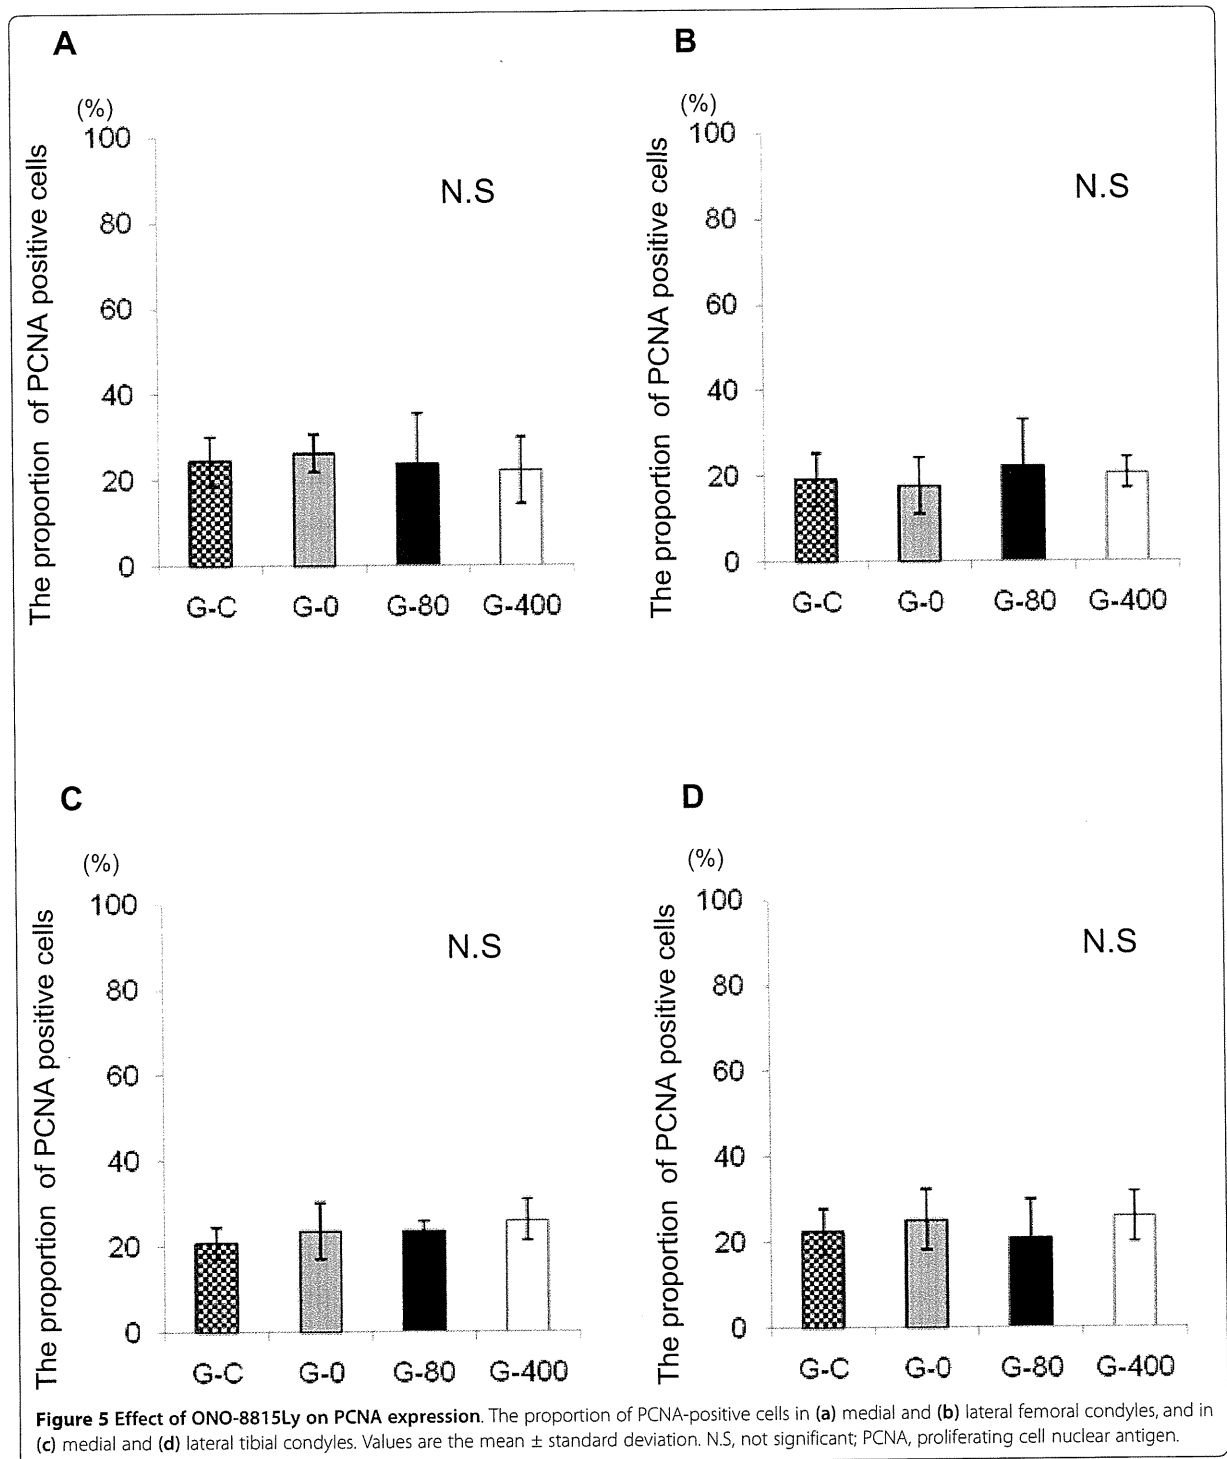 A
(%)
100
80
60
40
20
0
The proportion of PCNA positive cells
N.S
G-C G-0 G-80 G-400
B
(%)
100
80
60
40
20
0
The proportion of PCNA positive cells
N.S
G-C G-0 G-80 G-400
C
(%)
100
80
60
40
20
0
The proportion of PCNA positive cells
N.S
G-C G-0 G-80 G-400
D
(%)
100
80
60
40
20
0
The proportion of PCNA positive cells
N.S
G-C G-0 G-80 G-400
Figure 5 Effect of ONO-8815Ly on PCNA expression. The proportion of PCNA-positive cells in (a) medial and (b) lateral femoral condyles, and in
(c) medial and (d) lateral tibial condyles. Values are the mean ± standard deviation. N.S, not significant; PCNA, proliferating cell nuclear antigen.